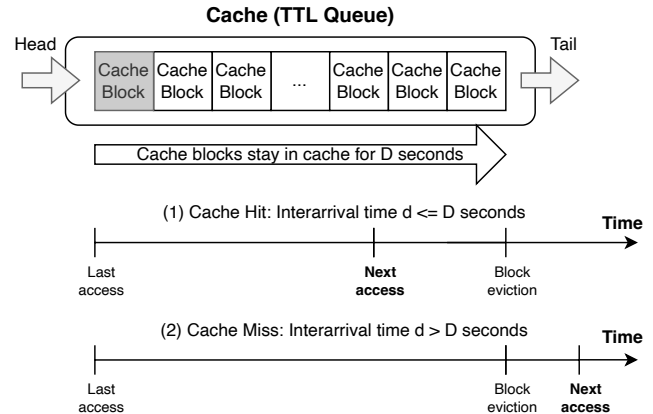 Cache (TTL Queue)
Head
Tail
Cache Block
Cache Block
Cache Block
...
Cache Block
Cache Block
Cache Block
Cache blocks stay in cache for D seconds
(1) Cache Hit: Interarrival time d <= D seconds
Time
Last access
Next access
Block eviction
(2) Cache Miss: Interarrival time d > D seconds
Time
Last access
Block eviction
Next access